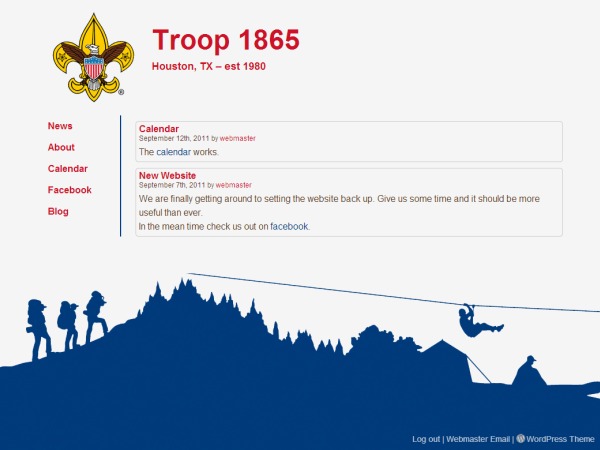 Troop 1865
Houston, TX – est 1980
News
About
Calendar
Facebook
Blog
Calendar
September 12th, 2011 by webmaster
The calendar works.
New Website
September 7th, 2011 by webmaster
We are finally getting around to setting the website back up. Give us some time and it should be more
useful than ever.
In the mean time check us out on facebook.
Log out | Webmaster Email | WordPress Theme